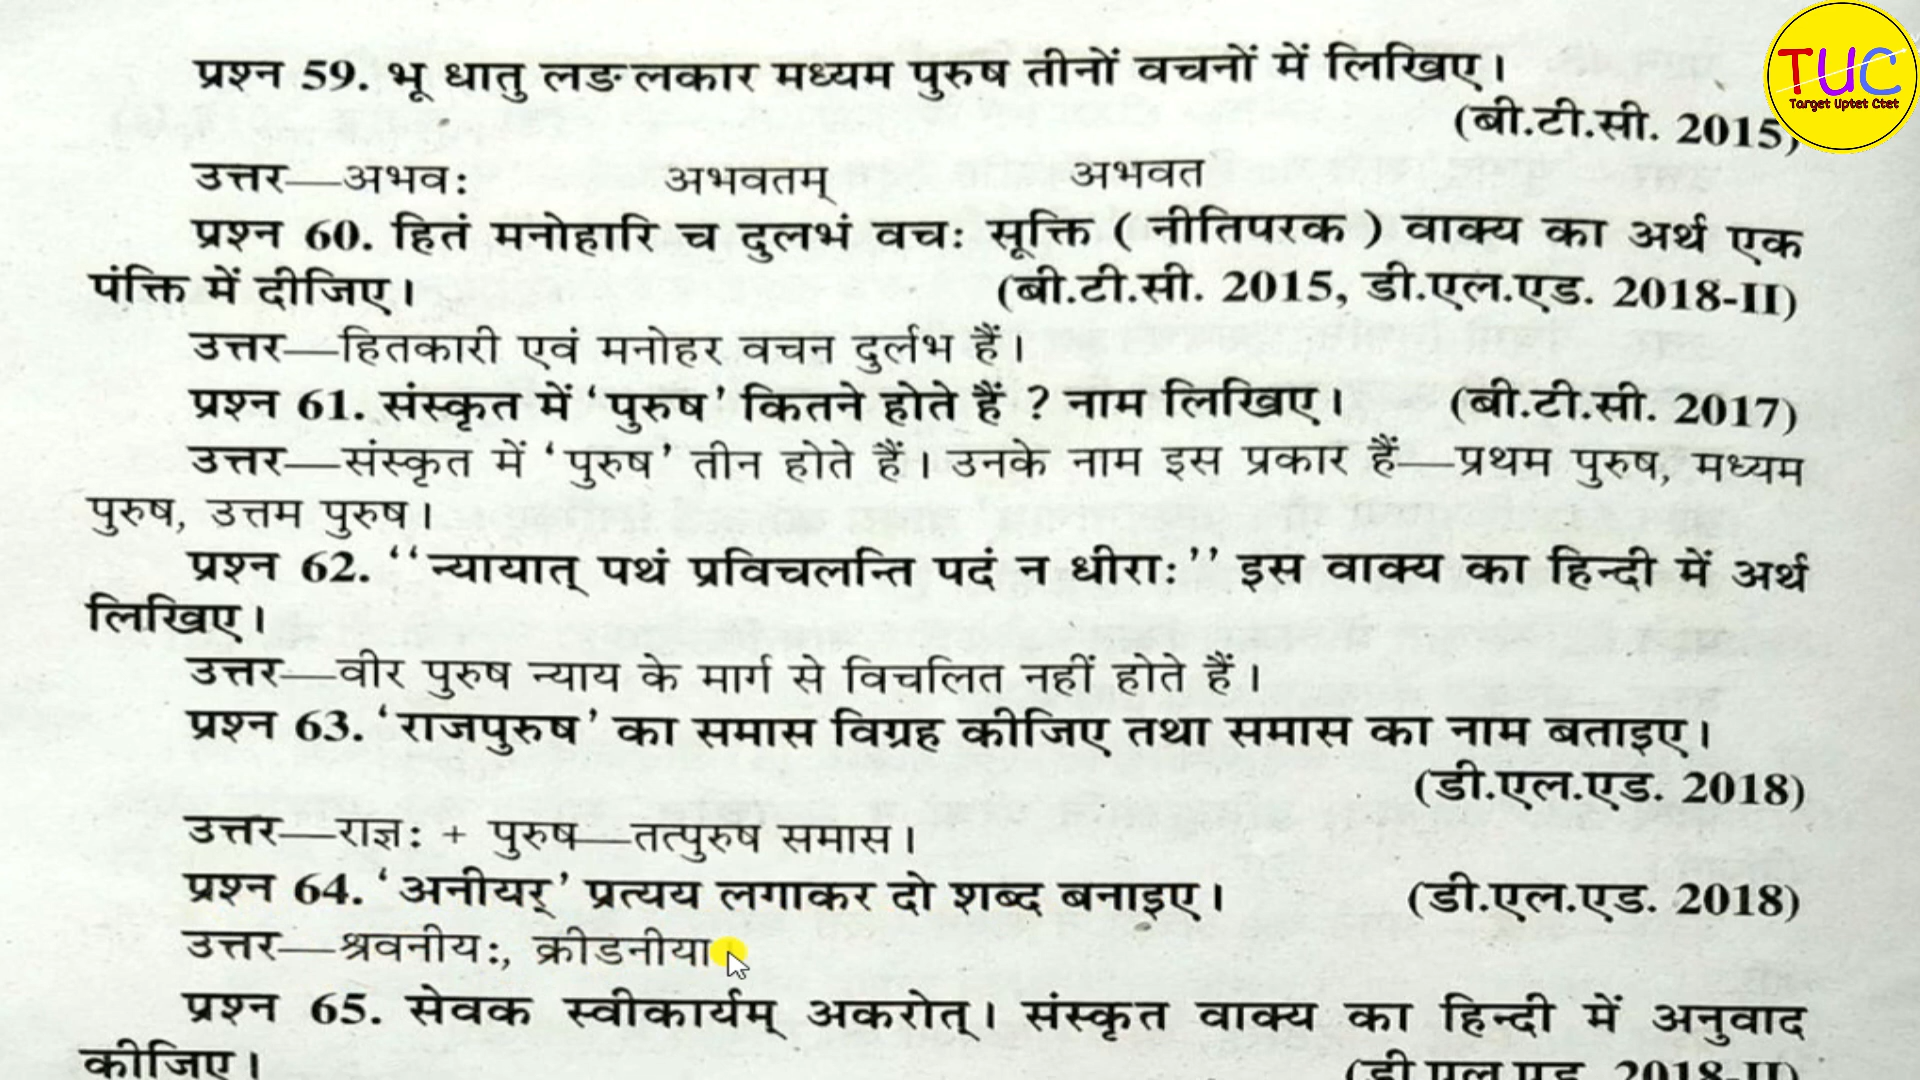 TUC
Target Uptet Ctet
प्रश्न 59. भू धातु लङ लकार मध्यम पुरुष तीनों वचनों में लिखिए।
(बी.टी.सी. 2015)
उत्तर—अभवः अभवतम् अभवत
प्रश्न 60. हितं मनोहारि च दुलभं वचः सूक्ति ( नीतिपरक ) वाक्य का अर्थ एक
पंक्ति में दीजिए। (बी.टी.सी. 2015, डी.एल.एड. 2018-II)
उत्तर—हितकारी एवं मनोहर वचन दुर्लभ हैं।
प्रश्न 61. संस्कृत में ‘पुरुष’ कितने होते हैं ? नाम लिखिए। (बी.टी.सी. 2017)
उत्तर—संस्कृत में ‘पुरुष’ तीन होते हैं। उनके नाम इस प्रकार हैं—प्रथम पुरुष, मध्यम
पुरुष, उत्तम पुरुष।
प्रश्न 62. ‘‘न्यायात् पथं प्रविचलन्ति पदं न धीराः’’ इस वाक्य का हिन्दी में अर्थ
लिखिए।
उत्तर—वीर पुरुष न्याय के मार्ग से विचलित नहीं होते हैं।
प्रश्न 63. ‘राजपुरुष’ का समास विग्रह कीजिए तथा समास का नाम बताइए।
(डी.एल.एड. 2018)
उत्तर—राज्ञः + पुरुष—तत्पुरुष समास।
प्रश्न 64. ‘अनीयर्’ प्रत्यय लगाकर दो शब्द बनाइए। (डी.एल.एड. 2018)
उत्तर—श्रवनीयः, क्रीडनीया।
प्रश्न 65. सेवक स्वीकार्यम् अकरोत्। संस्कृत वाक्य का हिन्दी में अनुवाद
कीजिए। (डी.एल.एड. 2018-II)